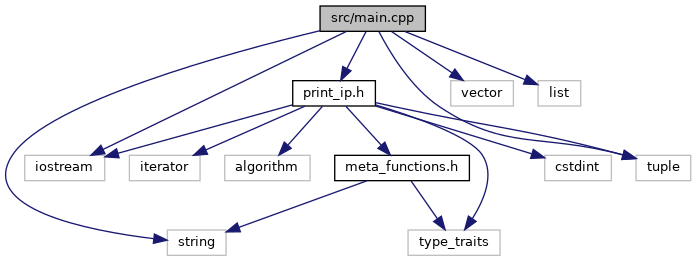 src/main.cpp
print_ip.h
vector
list
iostream
iterator
algorithm
meta_functions.h
cstdint
tuple
string
type_traits